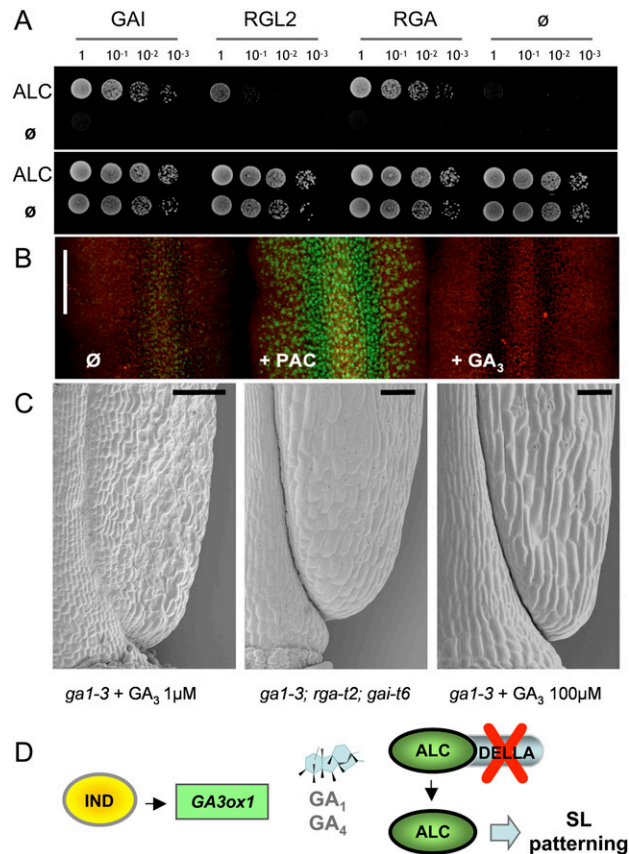 A
GAI RGL2 RGA ø
1 10⁻¹ 10⁻² 10⁻³ 1 10⁻¹ 10⁻² 10⁻³ 1 10⁻¹ 10⁻² 10⁻³ 1 10⁻¹ 10⁻² 10⁻³
ALC
ø
ALC
ø
B
Ø + PAC + GA₃
C
ga1-3 + GA₃ 1µM ga1-3; rga-t2; gai-t6 ga1-3 + GA₃ 100µM
D
ALC DELLA
IND GA3ox1 GA₁
GA₄
ALC SL
patterning